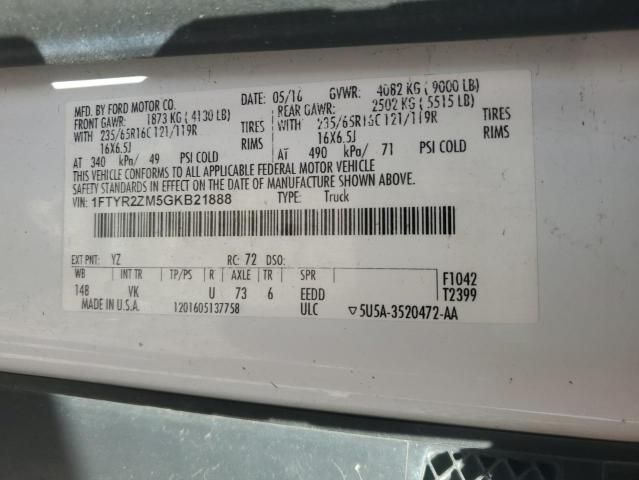 MFD. BY FORD MOTOR CO.
DATE: 05/16 GVWR: 4082 KG ( 9000 LB)
FRONT GAWR: 1873 KG ( 4130 LB) REAR GAWR: 2502 KG ( 5515 LB)
WITH 235/65R16C 121/119R TIRES WITH 235/65R16C 121/119R TIRES
16X6.5J RIMS 16X6.5J RIMS
AT 340 kPa/ 49 PSI COLD AT 490 kPa/ 71 PSI COLD
THIS VEHICLE CONFORMS TO ALL APPLICABLE FEDERAL MOTOR VEHICLE
SAFETY STANDARDS IN EFFECT ON THE DATE OF MANUFACTURE SHOWN ABOVE.
VIN: 1FTYR2ZM5GKB21888 TYPE: Truck
EXT PNT: YZ RC: 72 DSO:
WB INT TR TP/PS R AXLE TR SPR F1042
148 VK U 73 6 EEDD T2399
MADE IN U.S.A. 1201605137758 ULC ▽5U5A-3520472-AA